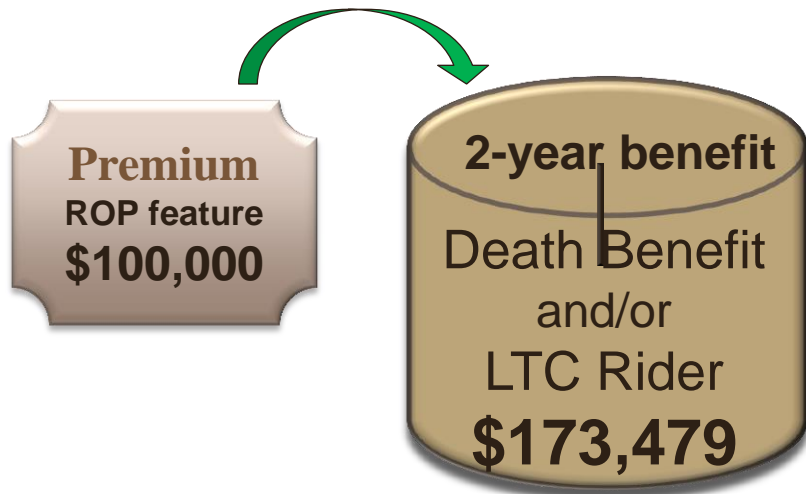 Premium
ROP feature
$100,000
2-year benefit
Death Benefit
and/or
LTC Rider
$173,479